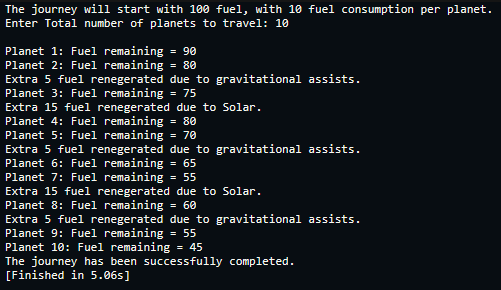 The journey will start with 100 fuel, with 10 fuel consumption per planet.
Enter Total number of planets to travel: 10

Planet 1: Fuel remaining = 90
Planet 2: Fuel remaining = 80
Extra 5 fuel renegerated due to gravitational assists.
Planet 3: Fuel remaining = 75
Extra 15 fuel renegerated due to Solar.
Planet 4: Fuel remaining = 80
Planet 5: Fuel remaining = 70
Extra 5 fuel renegerated due to gravitational assists.
Planet 6: Fuel remaining = 65
Planet 7: Fuel remaining = 55
Extra 15 fuel renegerated due to Solar.
Planet 8: Fuel remaining = 60
Extra 5 fuel renegerated due to gravitational assists.
Planet 9: Fuel remaining = 55
Planet 10: Fuel remaining = 45
The journey has been successfully completed.
[Finished in 5.06s]